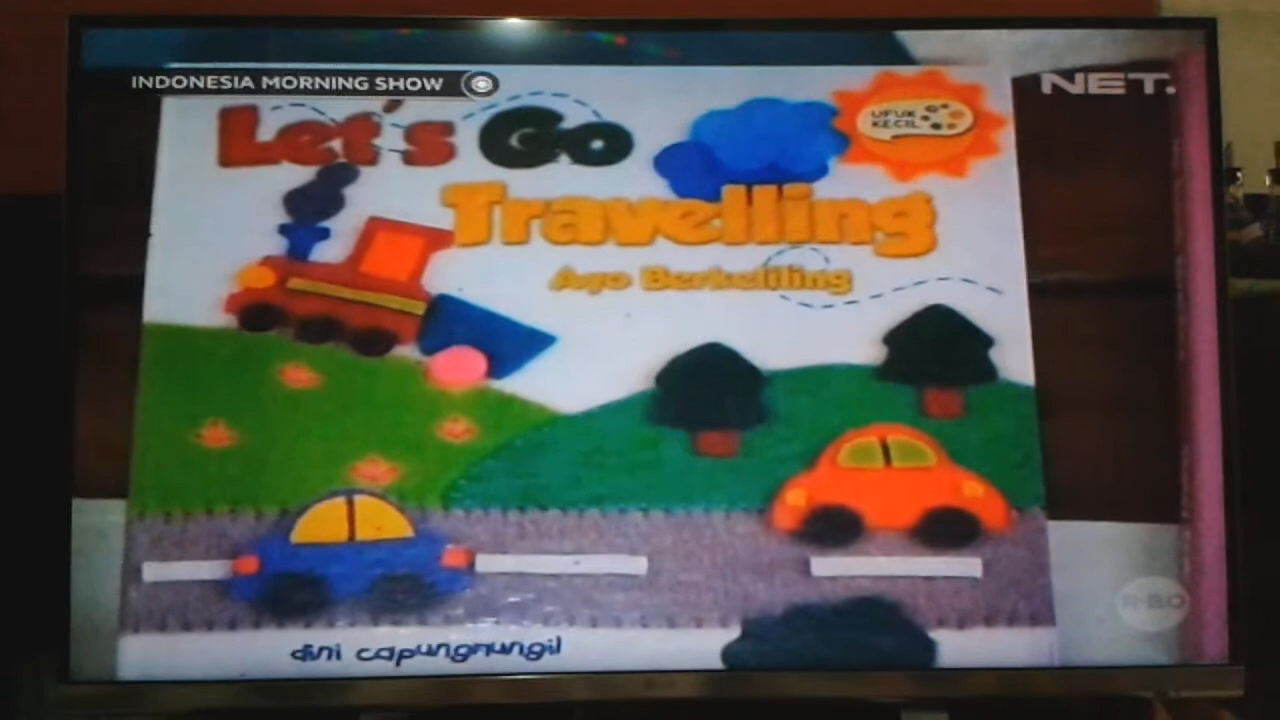 INDONESIA MORNING SHOW
NET.
Let's Go
UFUK
KECIL
Travelling
Ayo Berkeliling
dini capungmungil